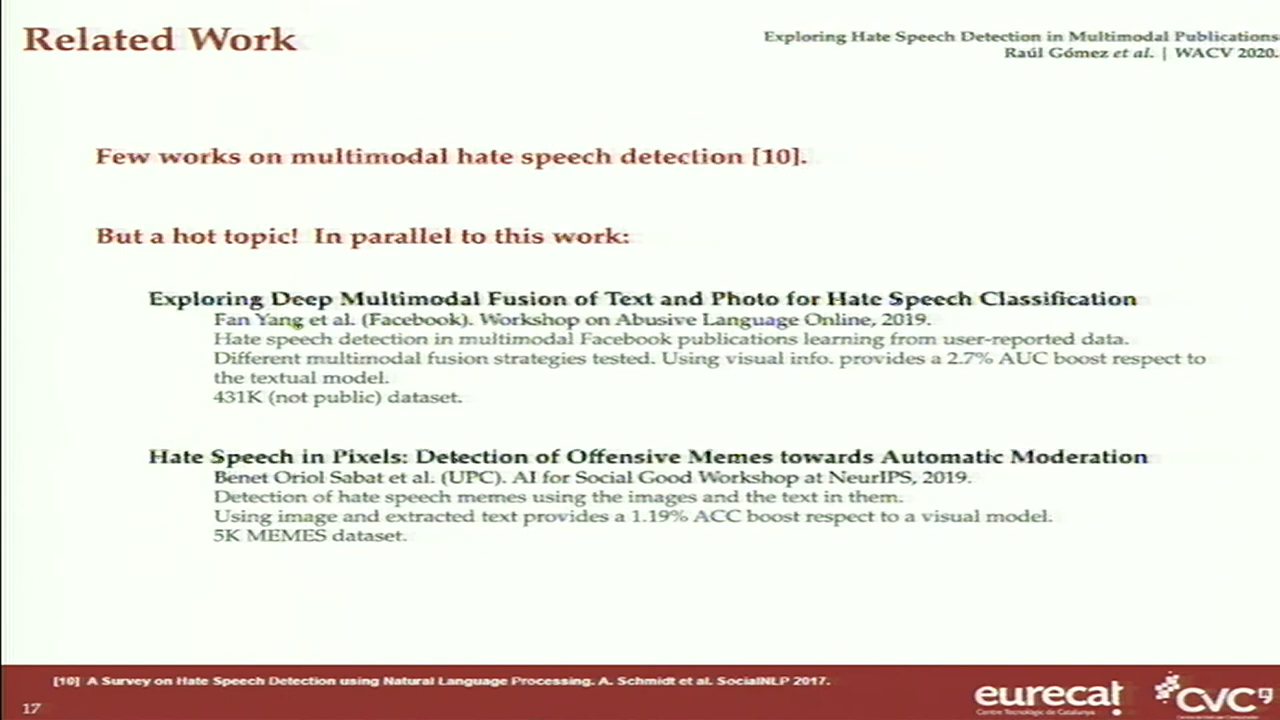 Related Work
Exploring Hate Speech Detection in Multimodal Publications
Raúl Gómez et al. | WACV 2020.
Few works on multimodal hate speech detection [10].
But a hot topic! In parallel to this work:
Exploring Deep Multimodal Fusion of Text and Photo for Hate Speech Classification
Fan Yang et al. (Facebook). Workshop on Abusive Language Online, 2019.
Hate speech detection in multimodal Facebook publications learning from user-reported data.
Different multimodal fusion strategies tested. Using visual info. provides a 2.7% AUC boost respect to
the textual model.
431K (not public) dataset.
Hate Speech in Pixels: Detection of Offensive Memes towards Automatic Moderation
Benet Oriol Sabat et al. (UPC). AI for Social Good Workshop at NeurIPS, 2019.
Detection of hate speech memes using the images and the text in them.
Using image and extracted text provides a 1.19% ACC boost respect to a visual model.
5K MEMES dataset.
[10] A Survey on Hate Speech Detection using Natural Language Processing. A. Schmidt et al. SocialNLP 2017.
17
eurecat
Centre Tecnològic de Catalunya
CVC